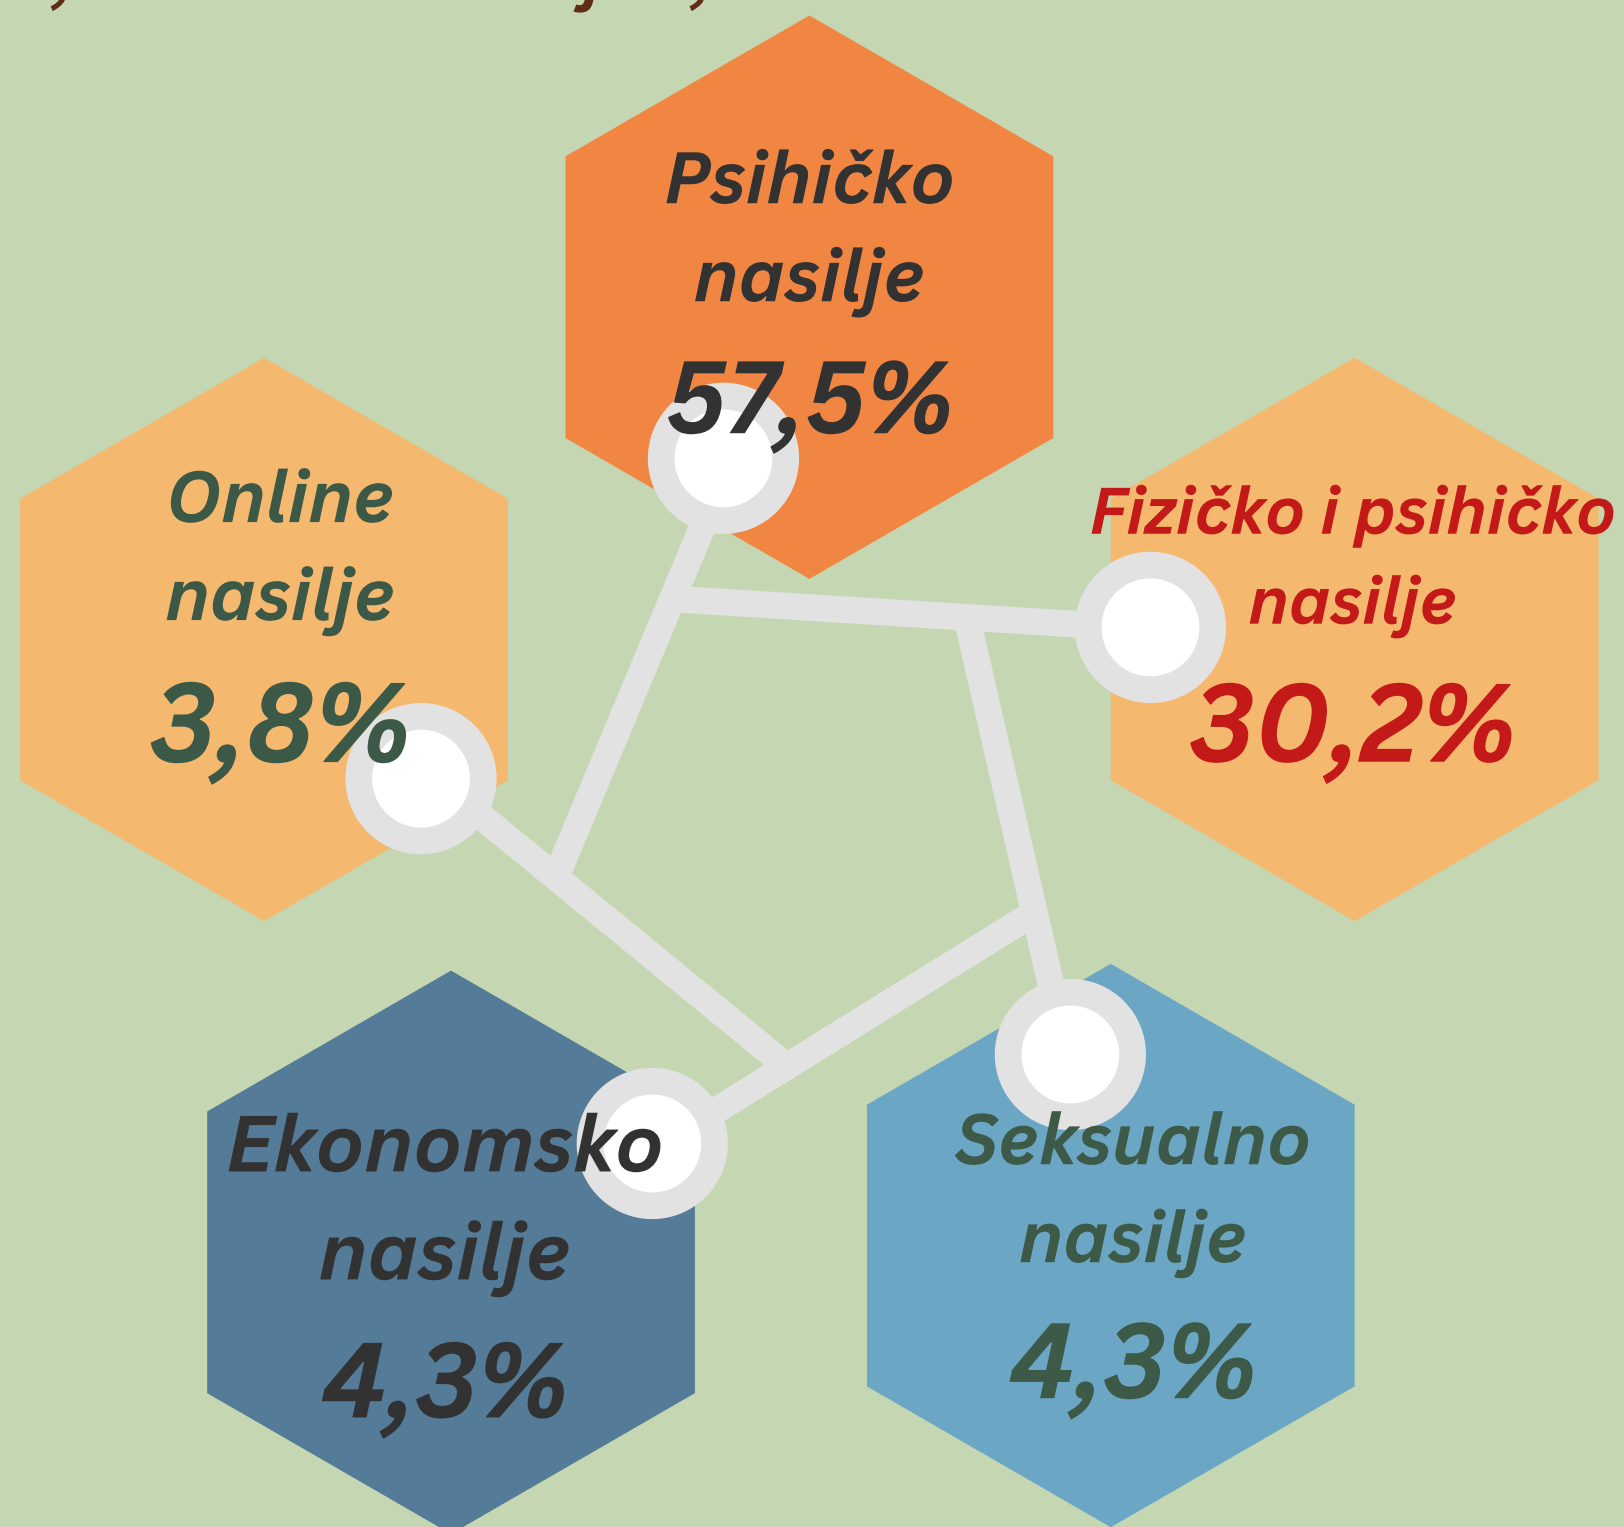 Psihičko
nasilje
57,5%
Online
nasilje
3,8%
Fizičko i psihičko
nasilje
30,2%
Ekonomsko
nasilje
4,3%
Seksualno
nasilje
4,3%